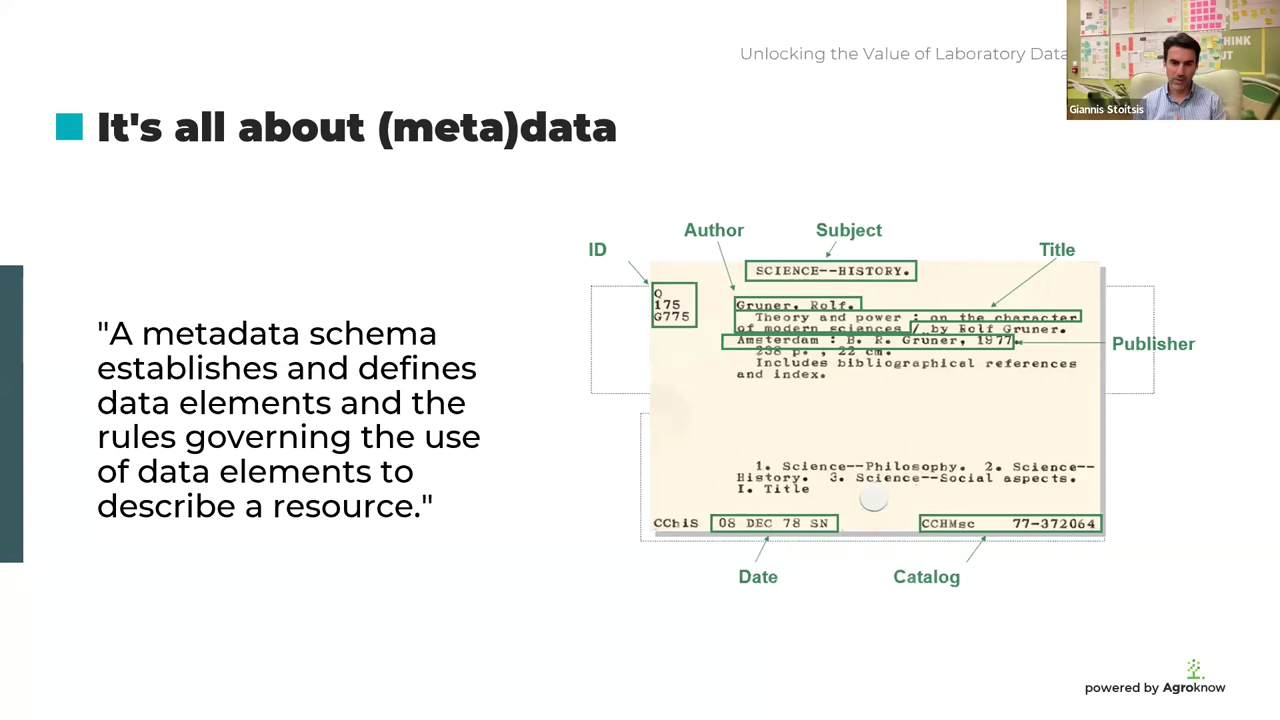 Unlocking the Value of Laboratory Data
THINK
Giannis Stoitsis
It's all about (meta)data
"A metadata schema
establishes and defines
data elements and the
rules governing the use
of data elements to
describe a resource."
ID
Author
Subject
Title
SCIENCE--HISTORY.
Q
175
G775
Gruner, Rolf.
Theory and power : on the character
of modern sciences / by Rolf Gruner.
Amsterdam : B. R. Gruner, 1977.
238 p. , 22 cm.
Includes bibliographical references
and index.
Publisher
1. Science--Philosophy. 2. Science--
History. 3. Science--Social aspects.
I. Title
CChiS 08 DEC 78 SN CCHMsc 77-372064
Date
Catalog
powered by Agroknow